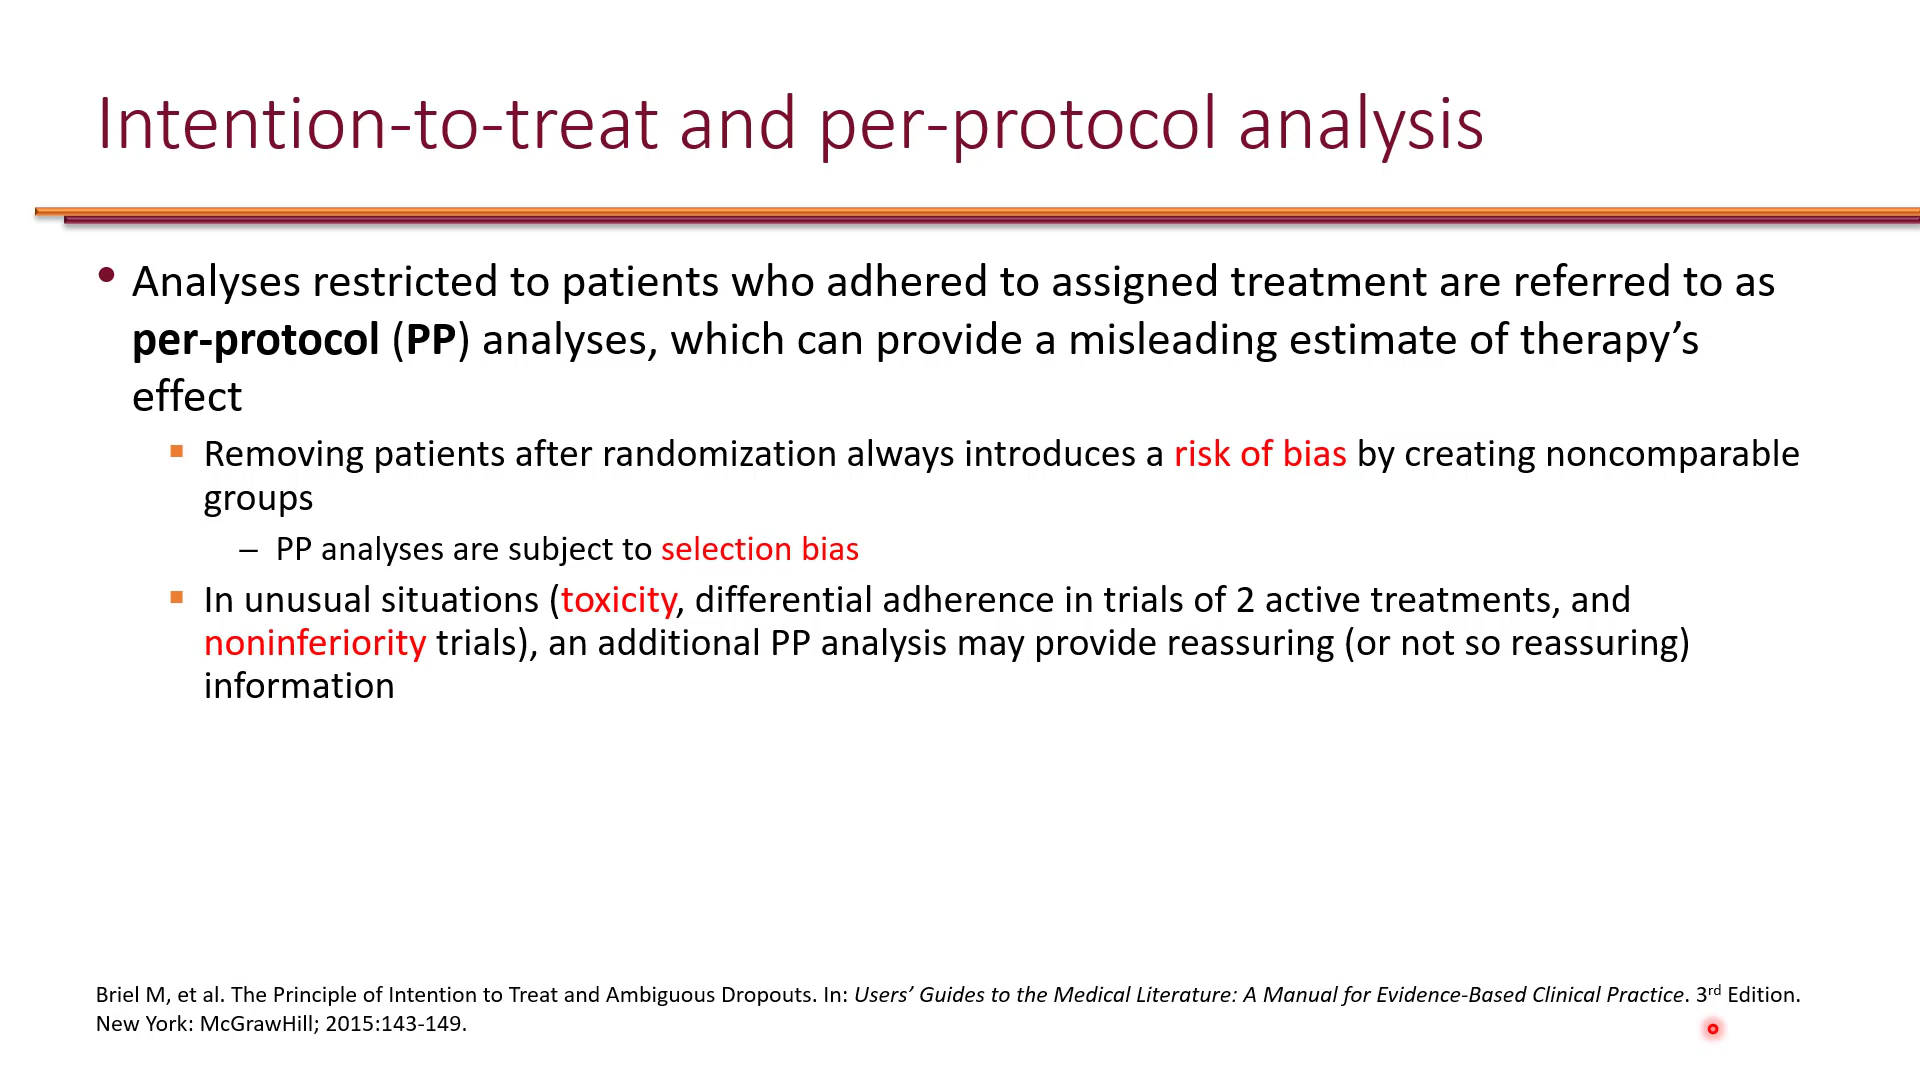 Intention-to-treat and per-protocol analysis
• Analyses restricted to patients who adhered to assigned treatment are referred to as
per-protocol (PP) analyses, which can provide a misleading estimate of therapy’s
effect
▪ Removing patients after randomization always introduces a risk of bias by creating noncomparable
groups
– PP analyses are subject to selection bias
▪ In unusual situations (toxicity, differential adherence in trials of 2 active treatments, and
noninferiority trials), an additional PP analysis may provide reassuring (or not so reassuring)
information
Briel M, et al. The Principle of Intention to Treat and Ambiguous Dropouts. In: Users’ Guides to the Medical Literature: A Manual for Evidence-Based Clinical Practice. 3rd Edition.
New York: McGrawHill; 2015:143-149.